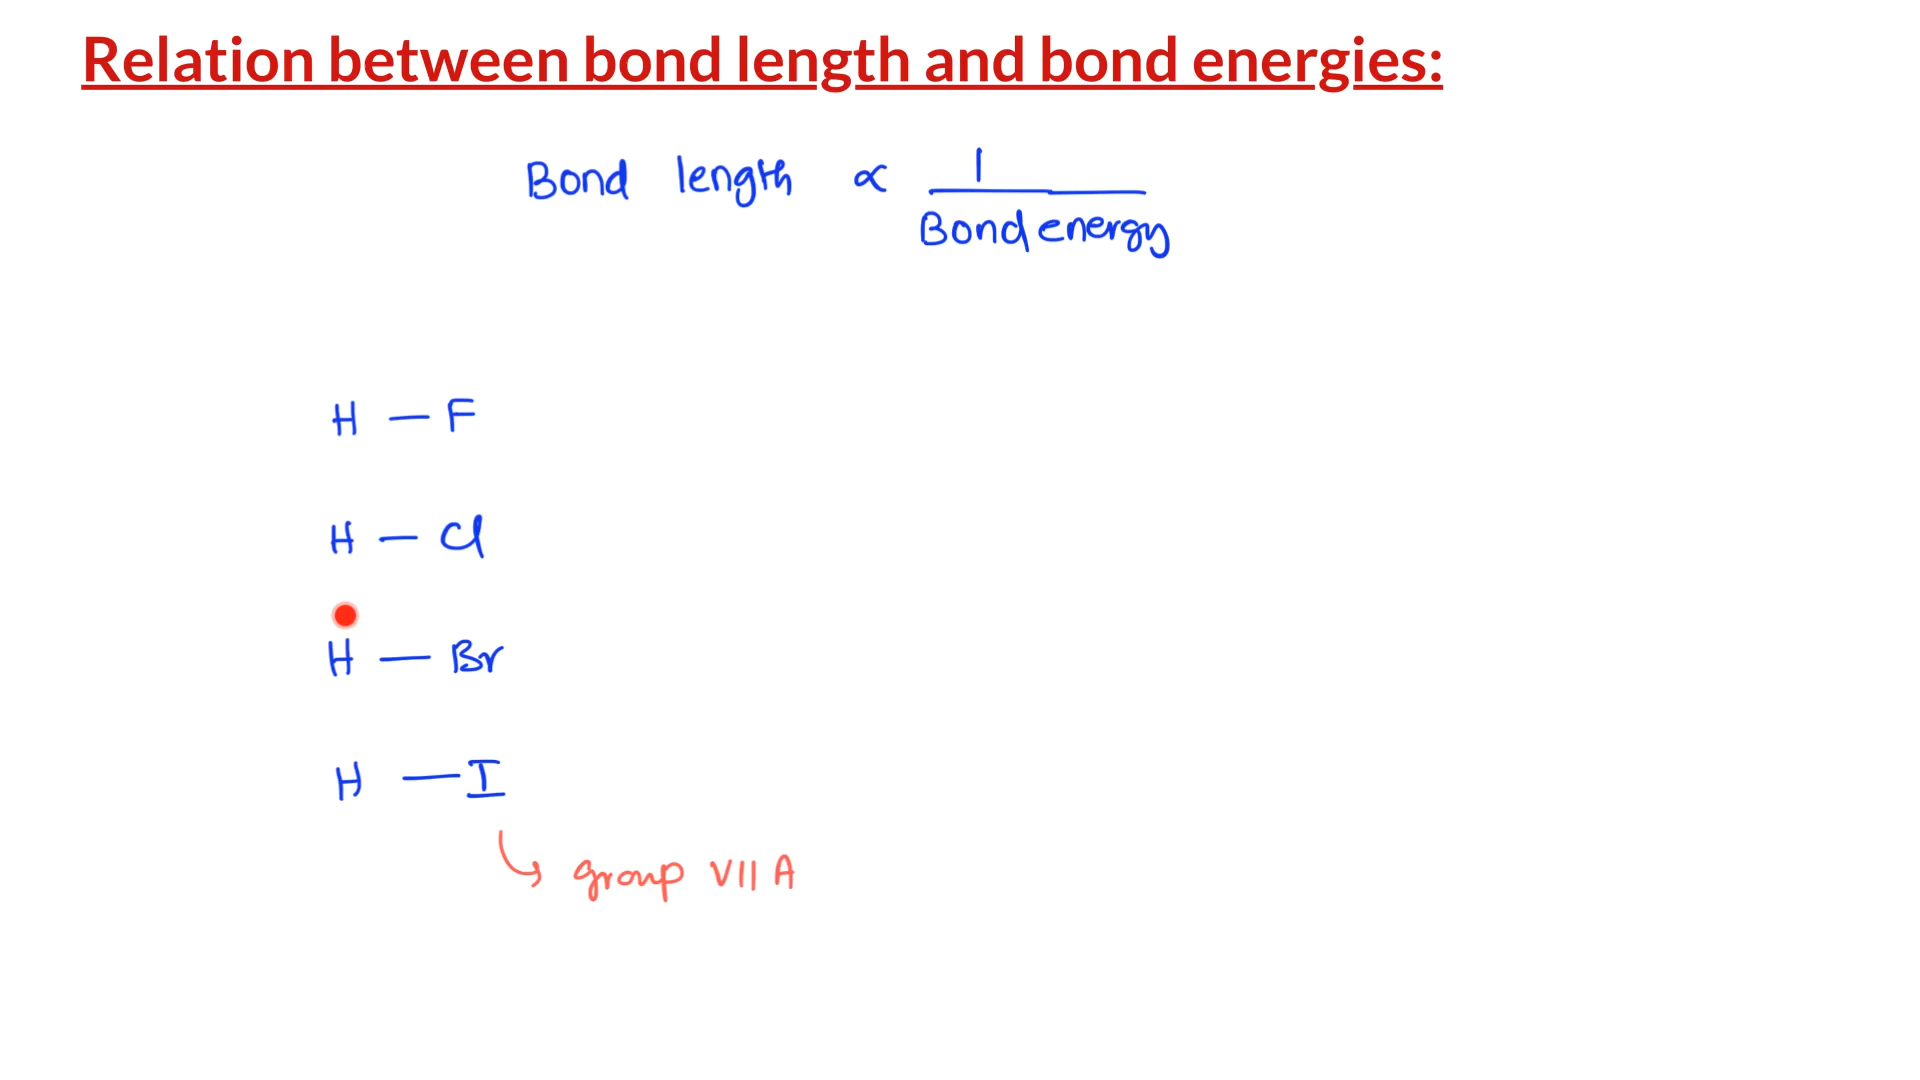 Relation between bond length and bond energies:
Bond length ∝ 1
Bond energy
H — F
H — Cl
H — Br
H — I
group VII A